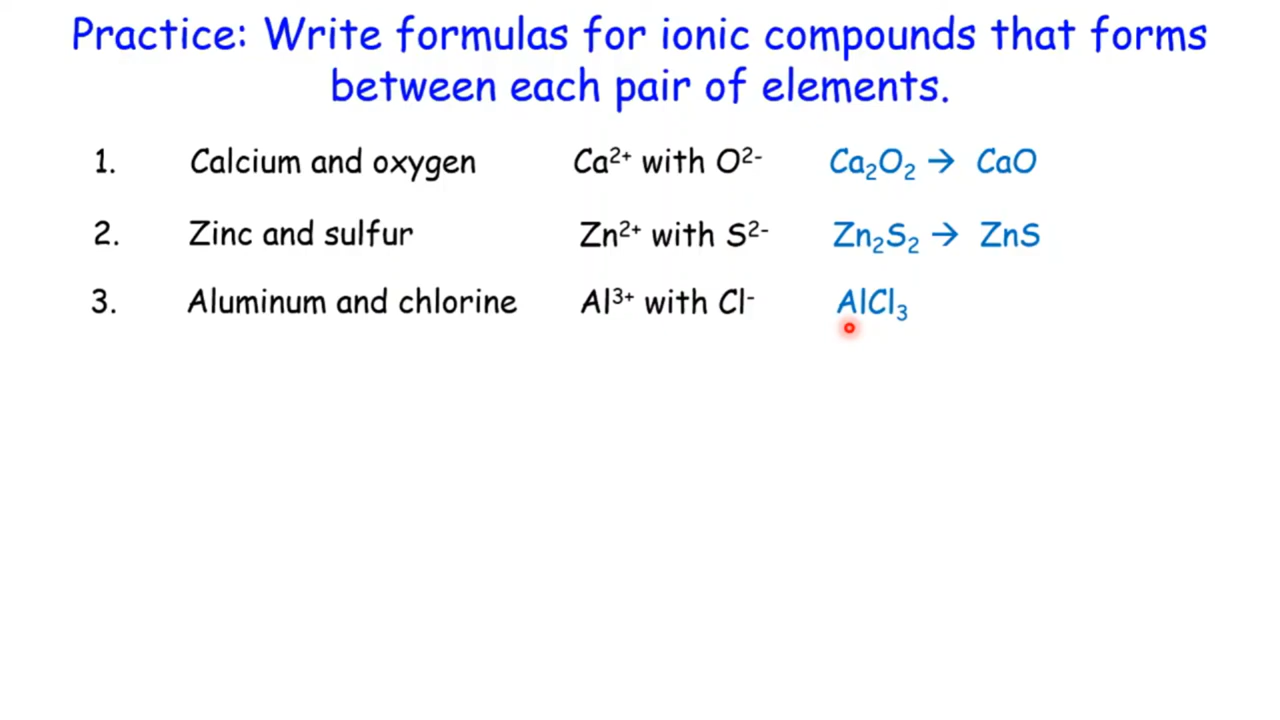 Practice: Write formulas for ionic compounds that forms
between each pair of elements.
1. Calcium and oxygen Ca²⁺ with O²⁻ Ca₂O₂ → CaO
2. Zinc and sulfur Zn²⁺ with S²⁻ Zn₂S₂ → ZnS
3. Aluminum and chlorine Al³⁺ with Cl⁻ AlCl₃